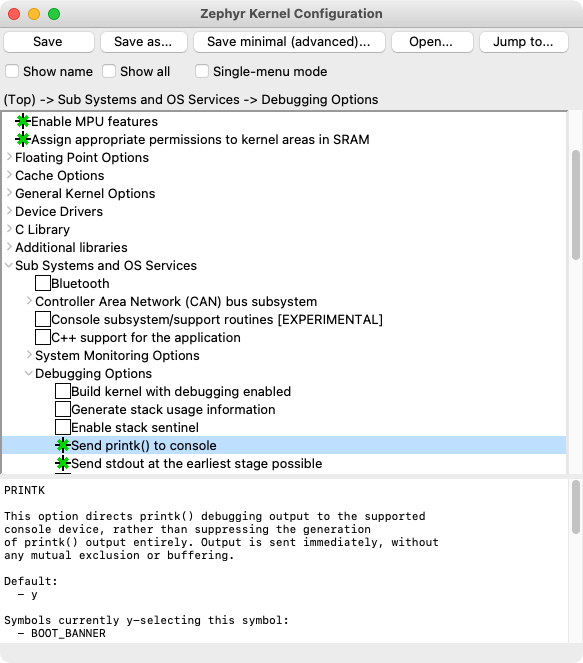 Zephyr Kernel Configuration
Save Save as... Save minimal (advanced)... Open... Jump to...
Show name Show all Single-menu mode
(Top) -> Sub Systems and OS Services -> Debugging Options
Enable MPU features
Assign appropriate permissions to kernel areas in SRAM
Floating Point Options
Cache Options
General Kernel Options
Device Drivers
C Library
Additional libraries
Sub Systems and OS Services
Bluetooth
Controller Area Network (CAN) bus subsystem
Console subsystem/support routines [EXPERIMENTAL]
C++ support for the application
System Monitoring Options
Debugging Options
Build kernel with debugging enabled
Generate stack usage information
Enable stack sentinel
Send printk() to console
Send stdout at the earliest stage possible
PRINTK
This option directs printk() debugging output to the supported
console device, rather than suppressing the generation
of printk() output entirely. Output is sent immediately, without
any mutual exclusion or buffering.
Default:
- y
Symbols currently y-selecting this symbol:
- BOOT_BANNER